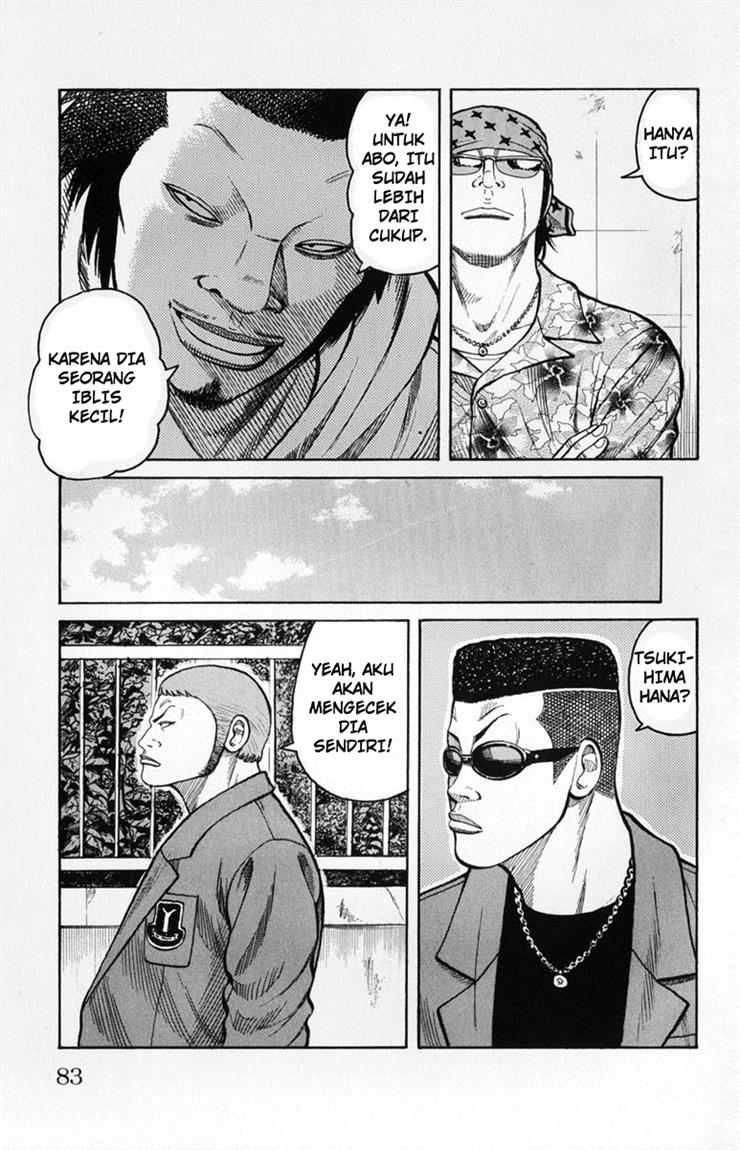 HANYA
ITU?
YA!
UNTUK
ABO, ITU
SUDAH
LEBIH
DARI
CUKUP.
KARENA DIA
SEORANG
IBLIS
KECIL!
TSUKI-
HIMA
HANA?
YEAH, AKU
AKAN
MENGECEK
DIA
SENDIRI!
Y
83